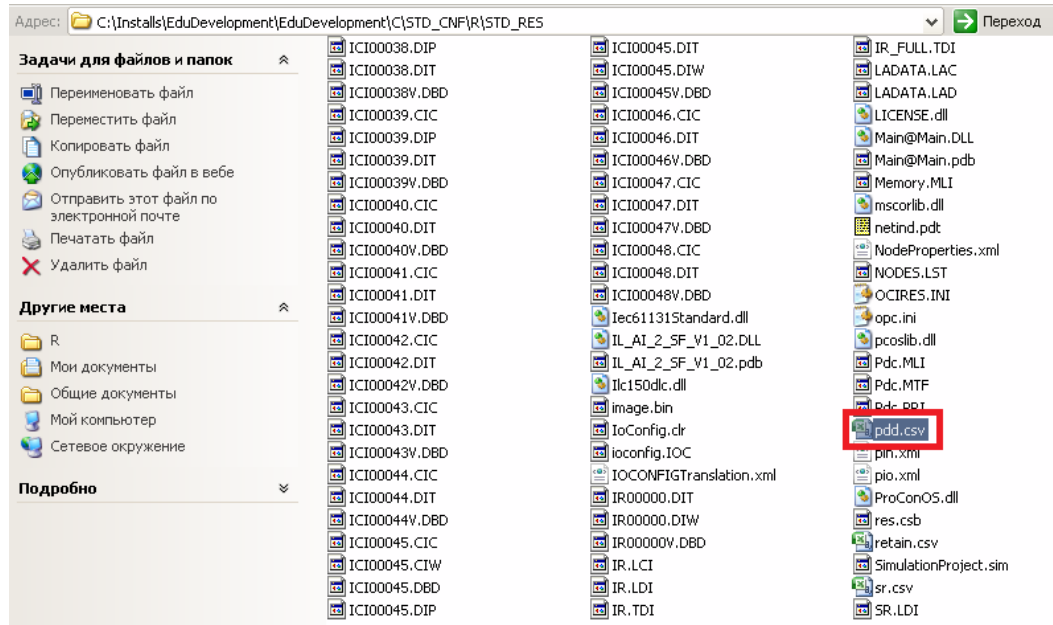 Адрес: C:\Installs\EduDevelopment\EduDevelopment\C\STD_CNF\R\STD_RES Переход
Задачи для файлов и папок
Переименовать файл
Переместить файл
Копировать файл
Опубликовать файл в вебе
Отправить этот файл по
электронной почте
Печатать файл
Удалить файл
Другие места
R
Мои документы
Общие документы
Мой компьютер
Сетевое окружение
Подробно
ICI00038.DIP
ICI00038.DIT
ICI00038V.DBD
ICI00039.CIC
ICI00039.DIP
ICI00039.DIT
ICI00039V.DBD
ICI00040.CIC
ICI00040.DIT
ICI00040V.DBD
ICI00041.CIC
ICI00041.DIT
ICI00041V.DBD
ICI00042.CIC
ICI00042.DIT
ICI00042V.DBD
ICI00043.CIC
ICI00043.DIT
ICI00043V.DBD
ICI00044.CIC
ICI00044.DIT
ICI00044V.DBD
ICI00045.CIC
ICI00045.CIW
ICI00045.DBD
ICI00045.DIP
ICI00045.DIT
ICI00045.DIW
ICI00045V.DBD
ICI00046.CIC
ICI00046.DIT
ICI00046V.DBD
ICI00047.CIC
ICI00047.DIT
ICI00047V.DBD
ICI00048.CIC
ICI00048.DIT
ICI00048V.DBD
Iec61131Standard.dll
IL_AI_2_SF_V1_02.DLL
IL_AI_2_SF_V1_02.pdb
Ilc150dlc.dll
image.bin
IoConfig.clr
ioconfig.IOC
IOCONFIGTranslation.xml
IR00000.DIT
IR00000.DIW
IR00000V.DBD
IR.LCI
IR.LDI
IR.TDI
IR_FULL.TDI
LADATA.LAC
LADATA.LAD
LICENSE.dll
Main@Main.DLL
Main@Main.pdb
Memory.MLI
mscorlib.dll
netind.pdt
NodeProperties.xml
NODES.LST
OCIRES.INI
opc.ini
pcoslib.dll
Pdc.MLI
Pdc.MTF
Pdc.PRI
pdd.csv
pin.xml
pio.xml
ProConOS.dll
res.csb
retain.csv
SimulationProject.sim
sr.csv
SR.LDI